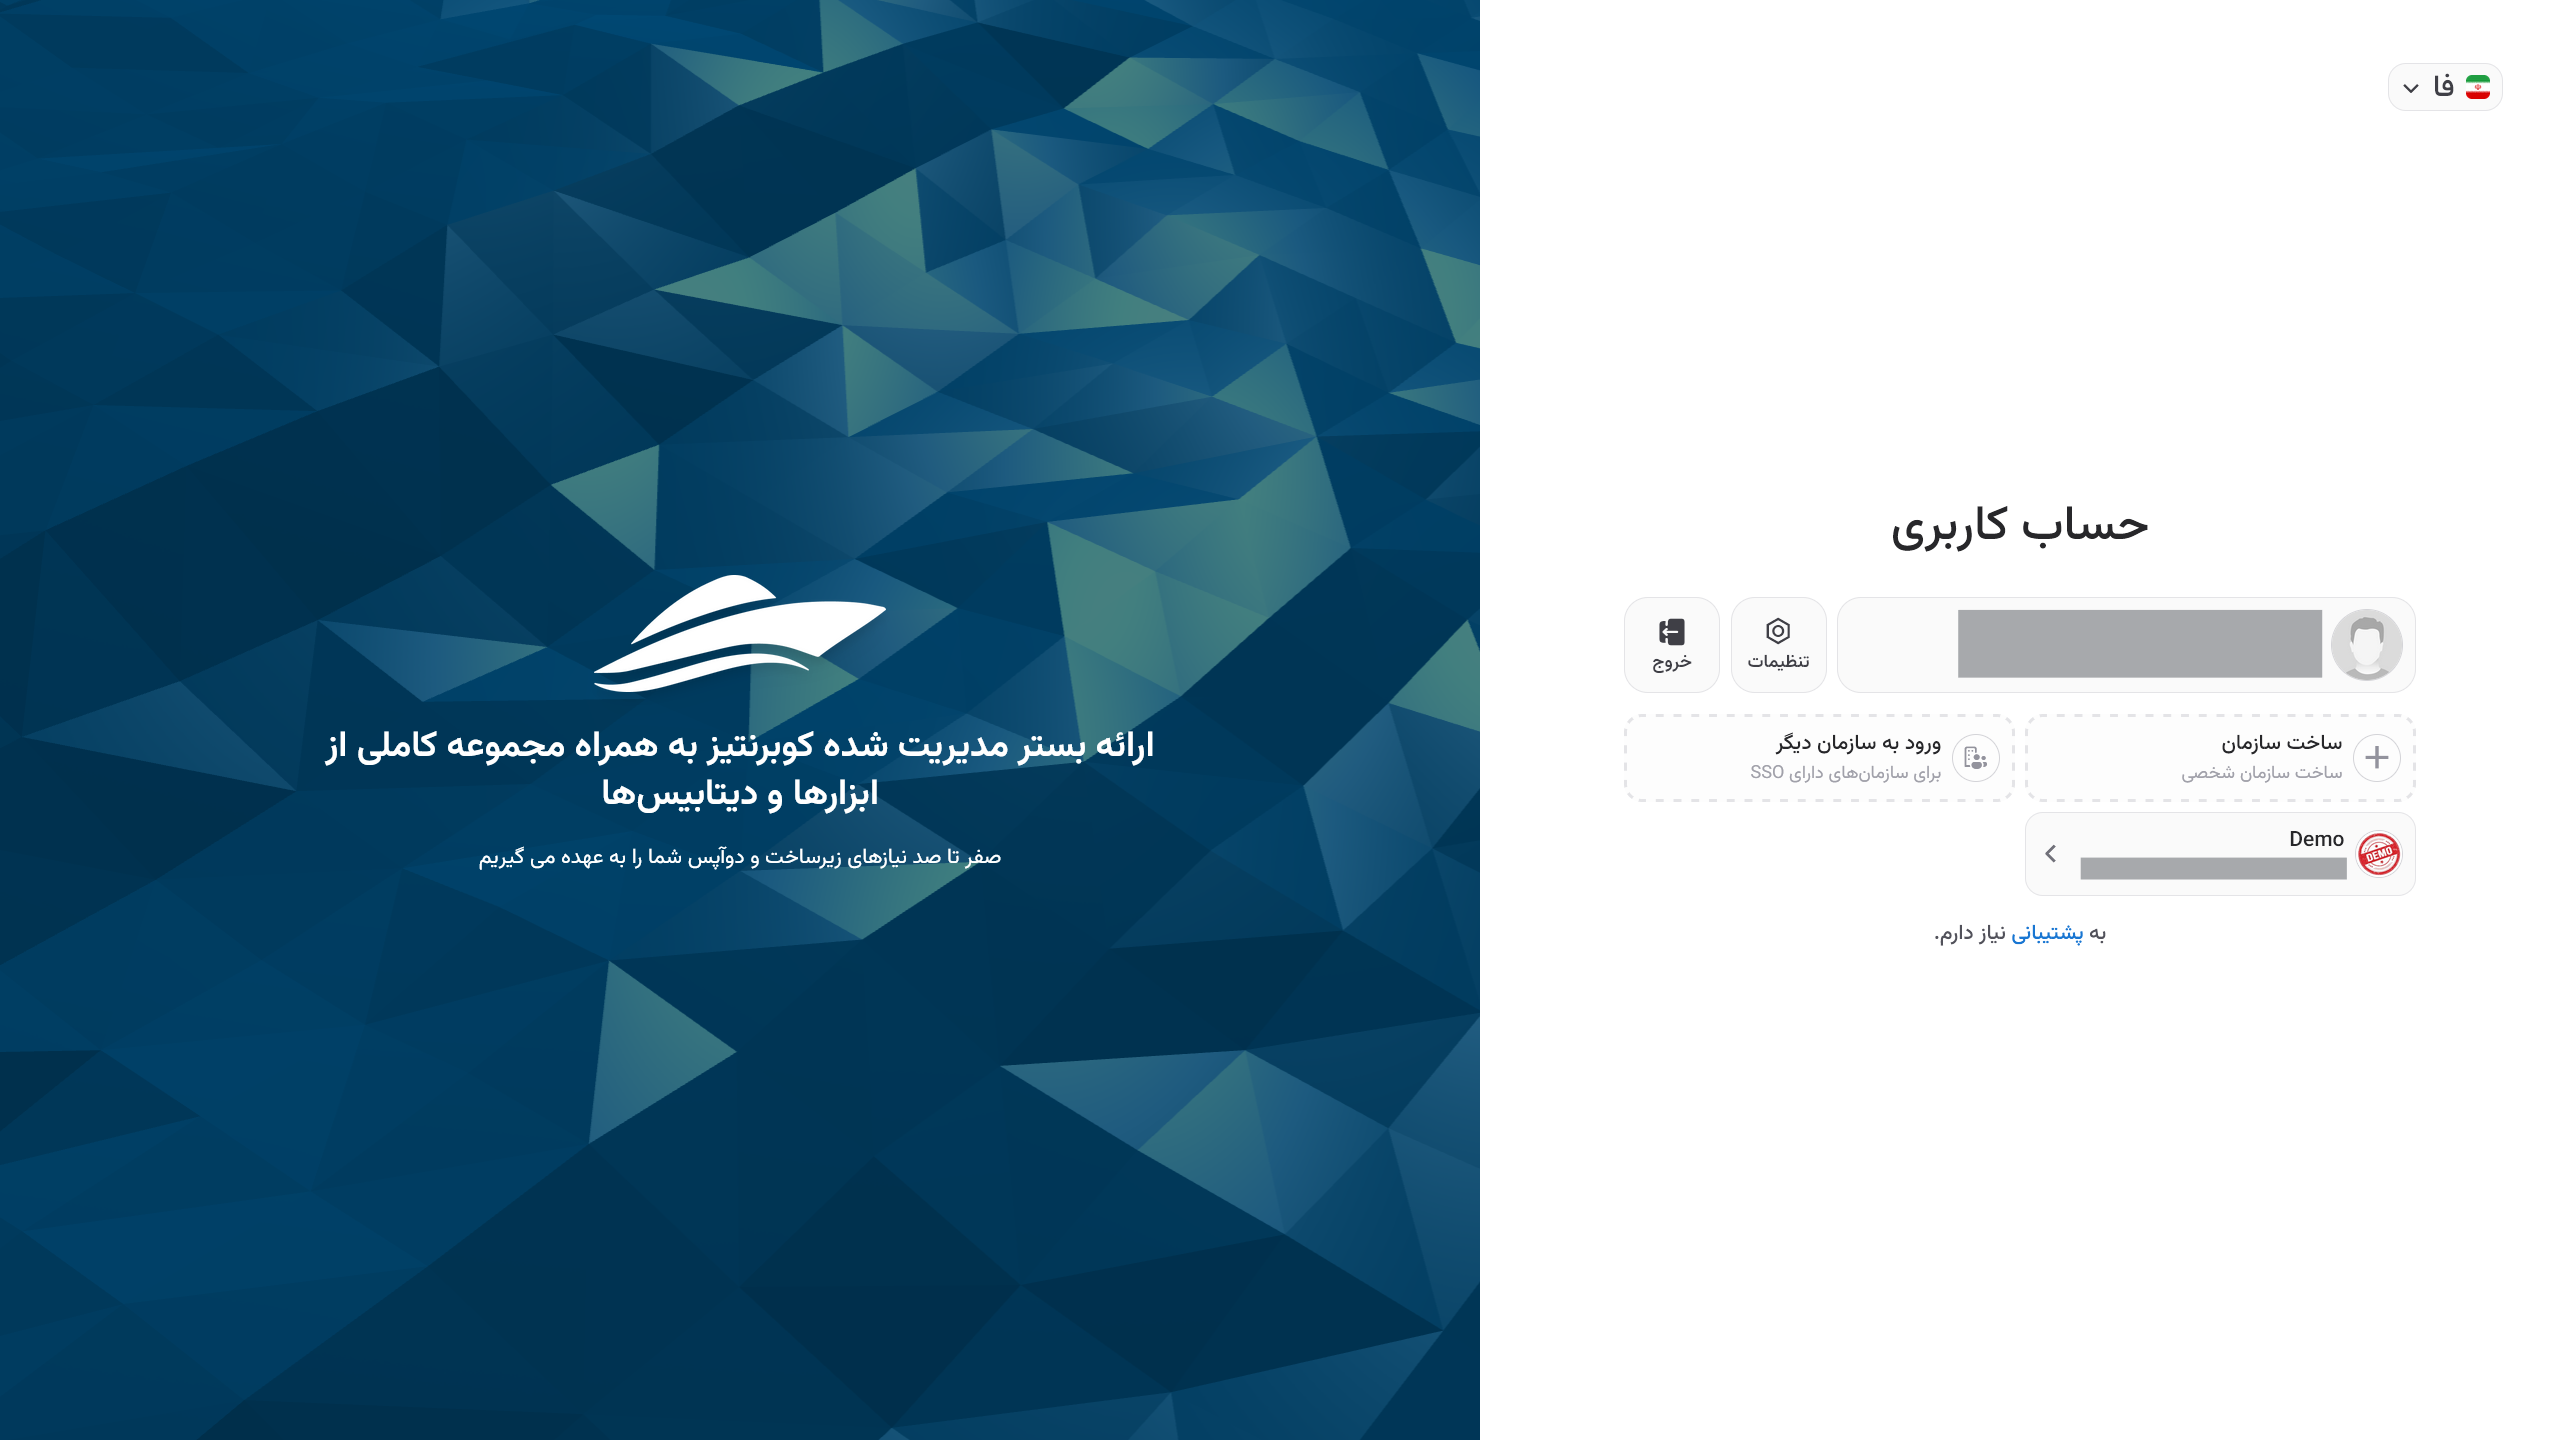 فا
حساب کاربری
تنظیمات
خروج
ساخت سازمان
ساخت سازمان شخصی
ورود به سازمان دیگر
برای سازمان‌های دارای SSO
Demo
DEMO
به پشتیبانی نیاز دارم.
ارائه بستر مدیریت شده کوبرنتیز به همراه مجموعه کاملی از
ابزارها و دیتابیس‌ها
صفر تا صد نیازهای زیرساخت و دوآپس شما را به عهده می گیریم